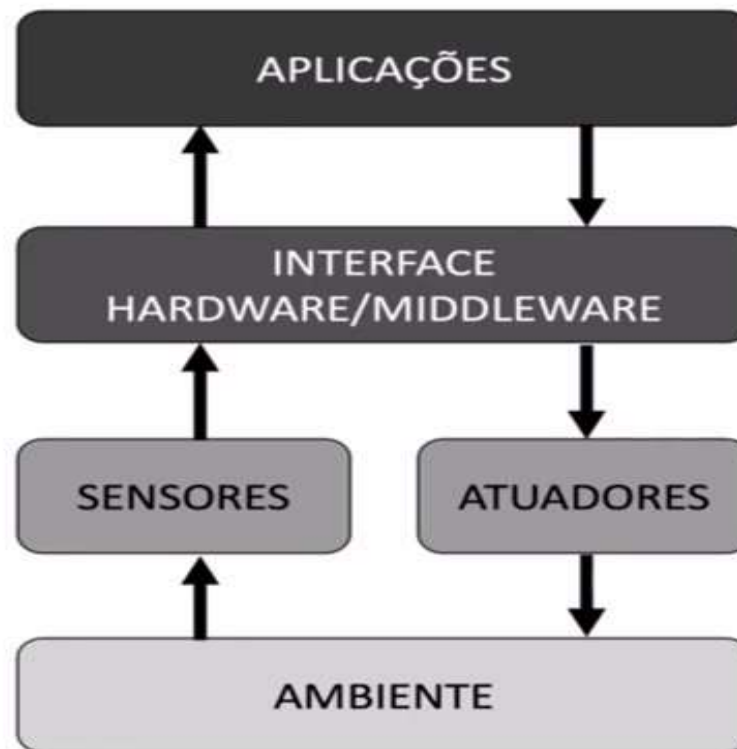 APLICAÇÕES
INTERFACE
HARDWARE/MIDDLEWARE
SENSORES
ATUADORES
AMBIENTE